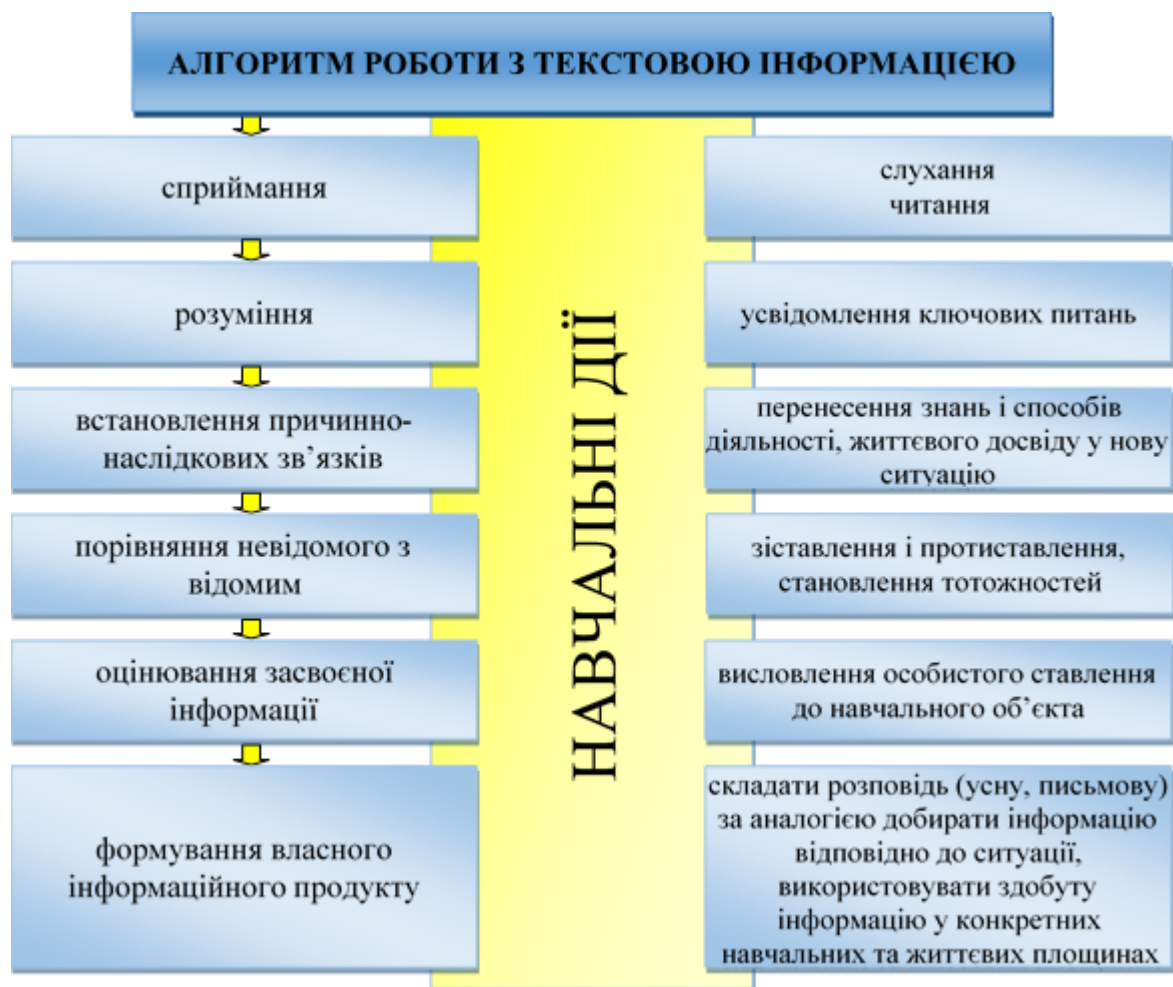 АЛГОРИТМ РОБОТИ З ТЕКСТОВОЮ ІНФОРМАЦІЄЮ
сприймання
слухання
читання
розуміння
усвідомлення ключових питань
встановлення причинно-
наслідкових зв’язків
перенесення знань і способів
діяльності, життєвого досвіду у нову
ситуацію
порівняння невідомого з
відомим
зіставлення і протиставлення,
становлення тотожностей
оцінювання засвоєної
інформації
висловлення особистого ставлення
до навчального об’єкта
формування власного
інформаційного продукту
складати розповідь (усну, письмову)
за аналогією добирати інформацію
відповідно до ситуації,
використовувати здобуту
інформацію у конкретних
навчальних та життєвих площинах
НАВЧАЛЬНІ ДІЇ